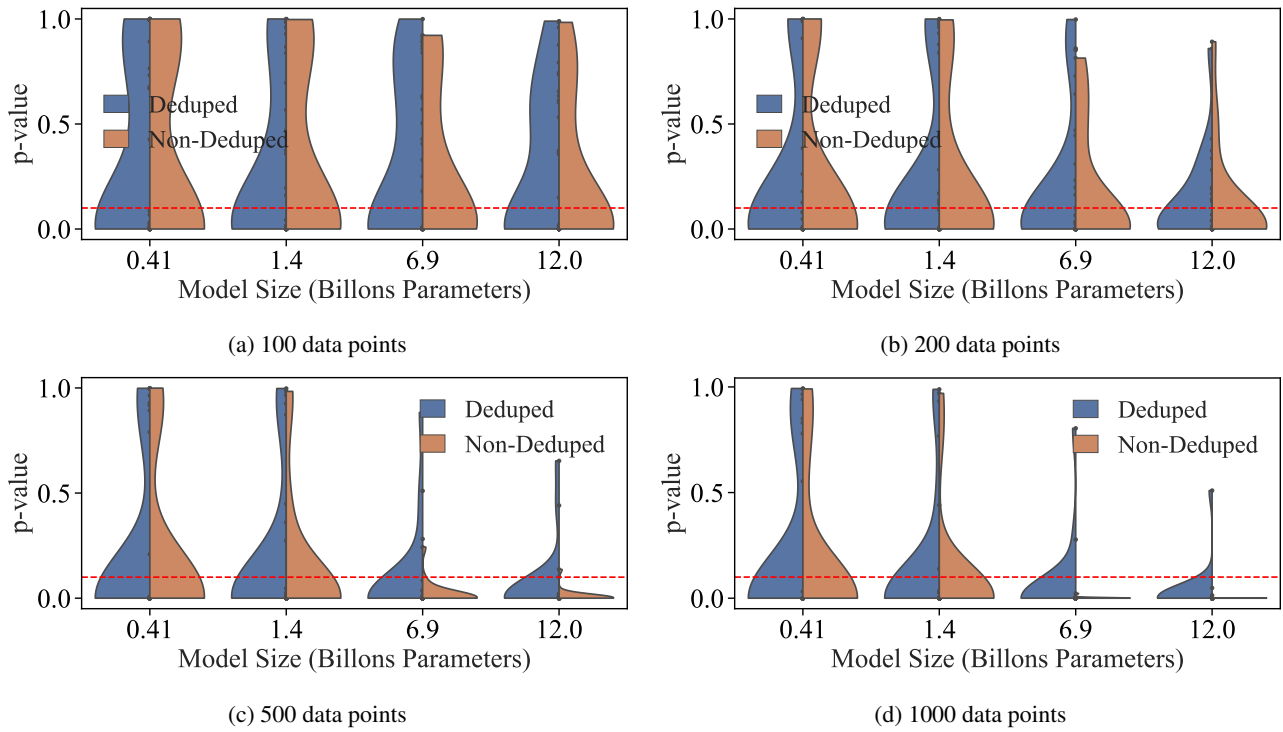 1.0
0.5
0.0
p-value
Deduped
Non-Deduped
0.41 1.4 6.9 12.0
Model Size (Billons Parameters)
(a) 100 data points
1.0
0.5
0.0
p-value
Deduped
Non-Deduped
0.41 1.4 6.9 12.0
Model Size (Billons Parameters)
(b) 200 data points
1.0
0.5
0.0
p-value
Deduped
Non-Deduped
0.41 1.4 6.9 12.0
Model Size (Billons Parameters)
(c) 500 data points
1.0
0.5
0.0
p-value
Deduped
Non-Deduped
0.41 1.4 6.9 12.0
Model Size (Billons Parameters)
(d) 1000 data points